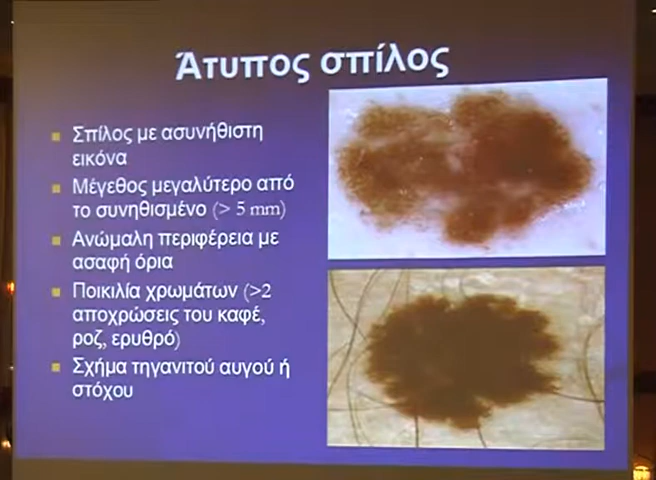 Άτυπος σπίλος
Σπίλος με ασυνήθιστη
εικόνα
Μέγεθος μεγαλύτερο από
το συνηθισμένο (> 5 mm)
Ανώμαλη περιφέρεια με
ασαφή όρια
Ποικιλία χρωμάτων (>2
αποχρώσεις του καφέ,
ροζ, ερυθρό)
Σχήμα τηγανιτού αυγού ή
στόχου